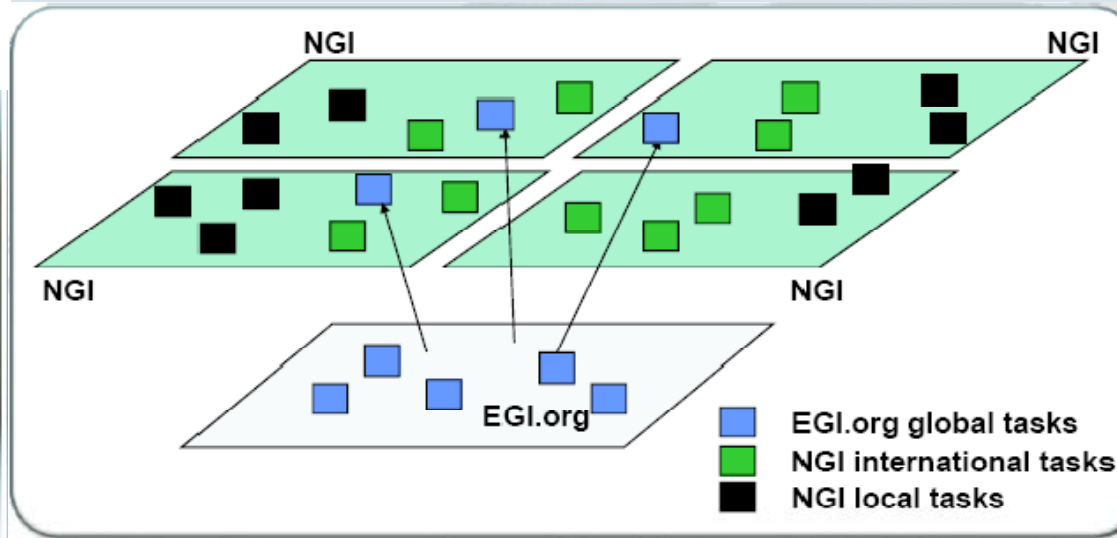 NGI
NGI
NGI
NGI
EGI.org
EGI.org global tasks
NGI international tasks
NGI local tasks